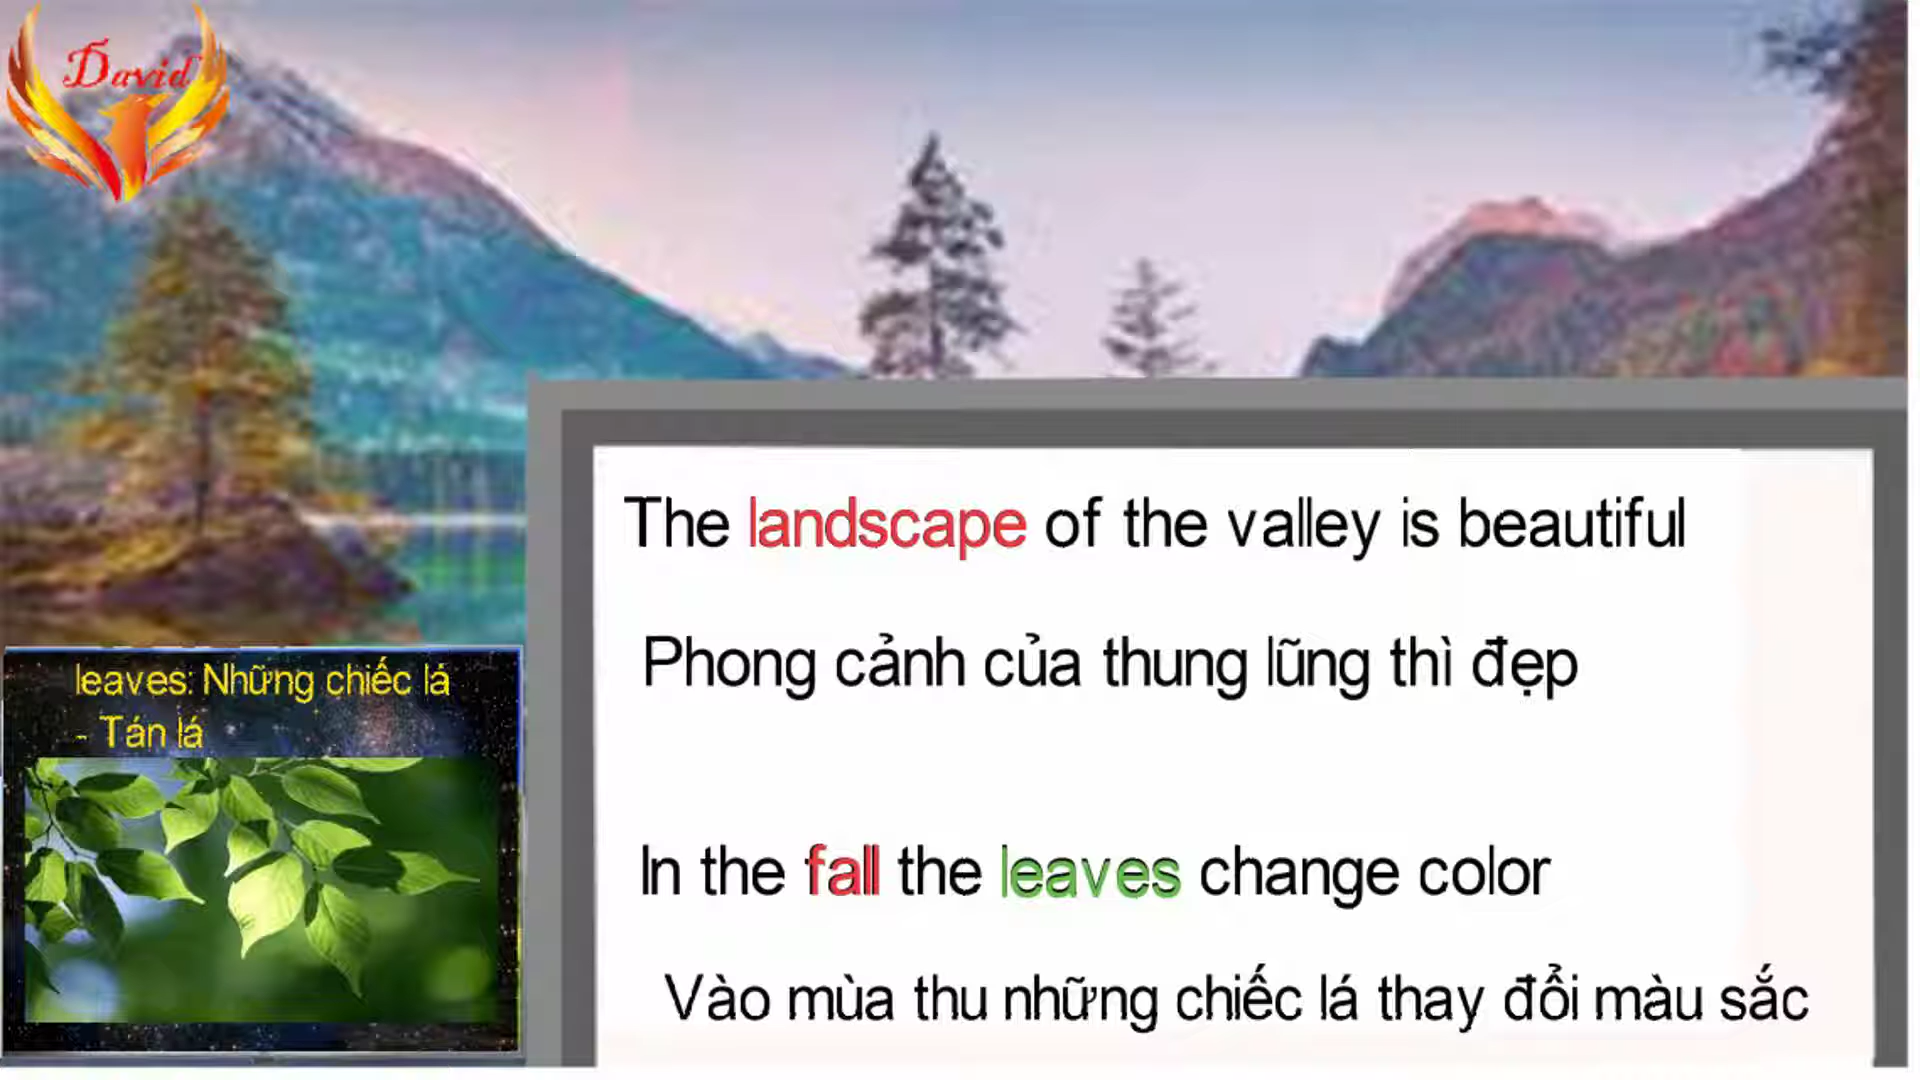 David
The landscape of the valley is beautiful
Phong cảnh của thung lũng thì đẹp
leaves: Những chiếc lá
- Tán lá
In the fall the leaves change color
Vào mùa thu những chiếc lá thay đổi màu sắc